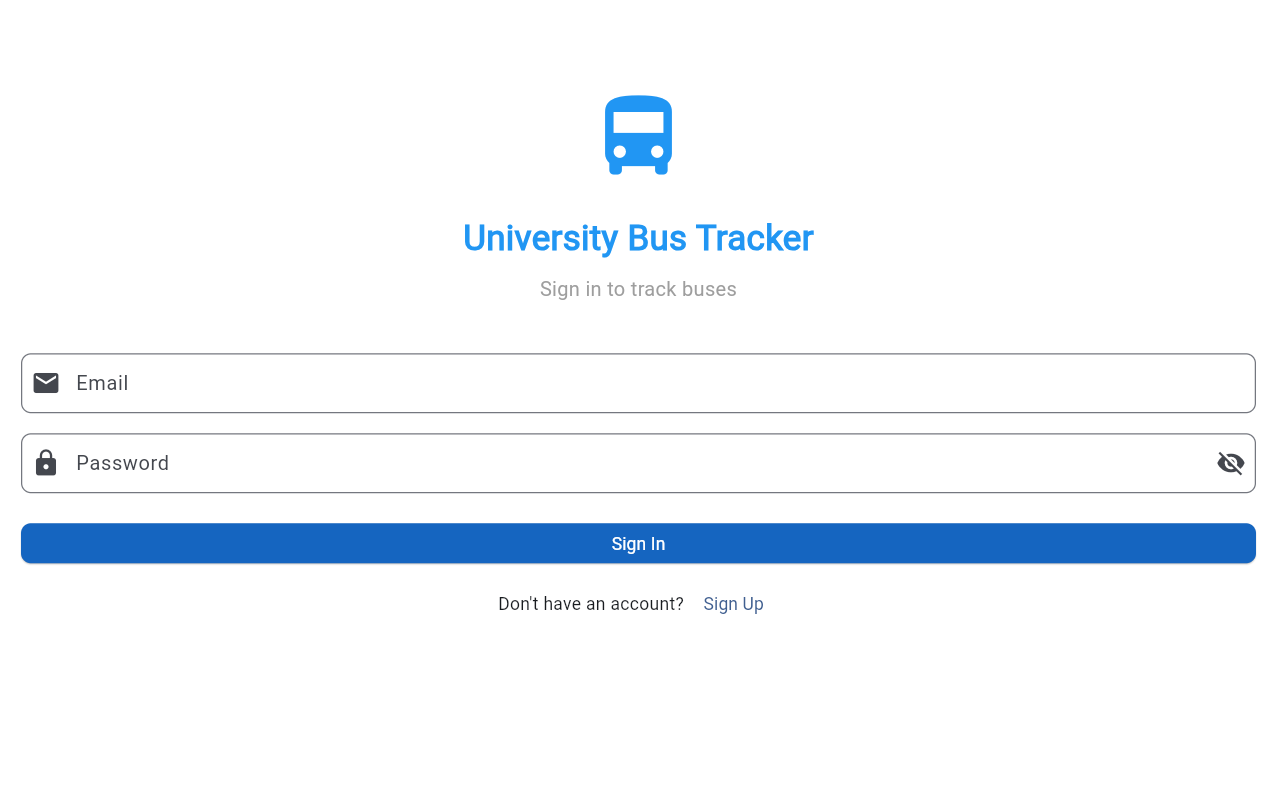 University Bus Tracker
Sign in to track buses
Email
Password
Sign In
Don't have an account? Sign Up